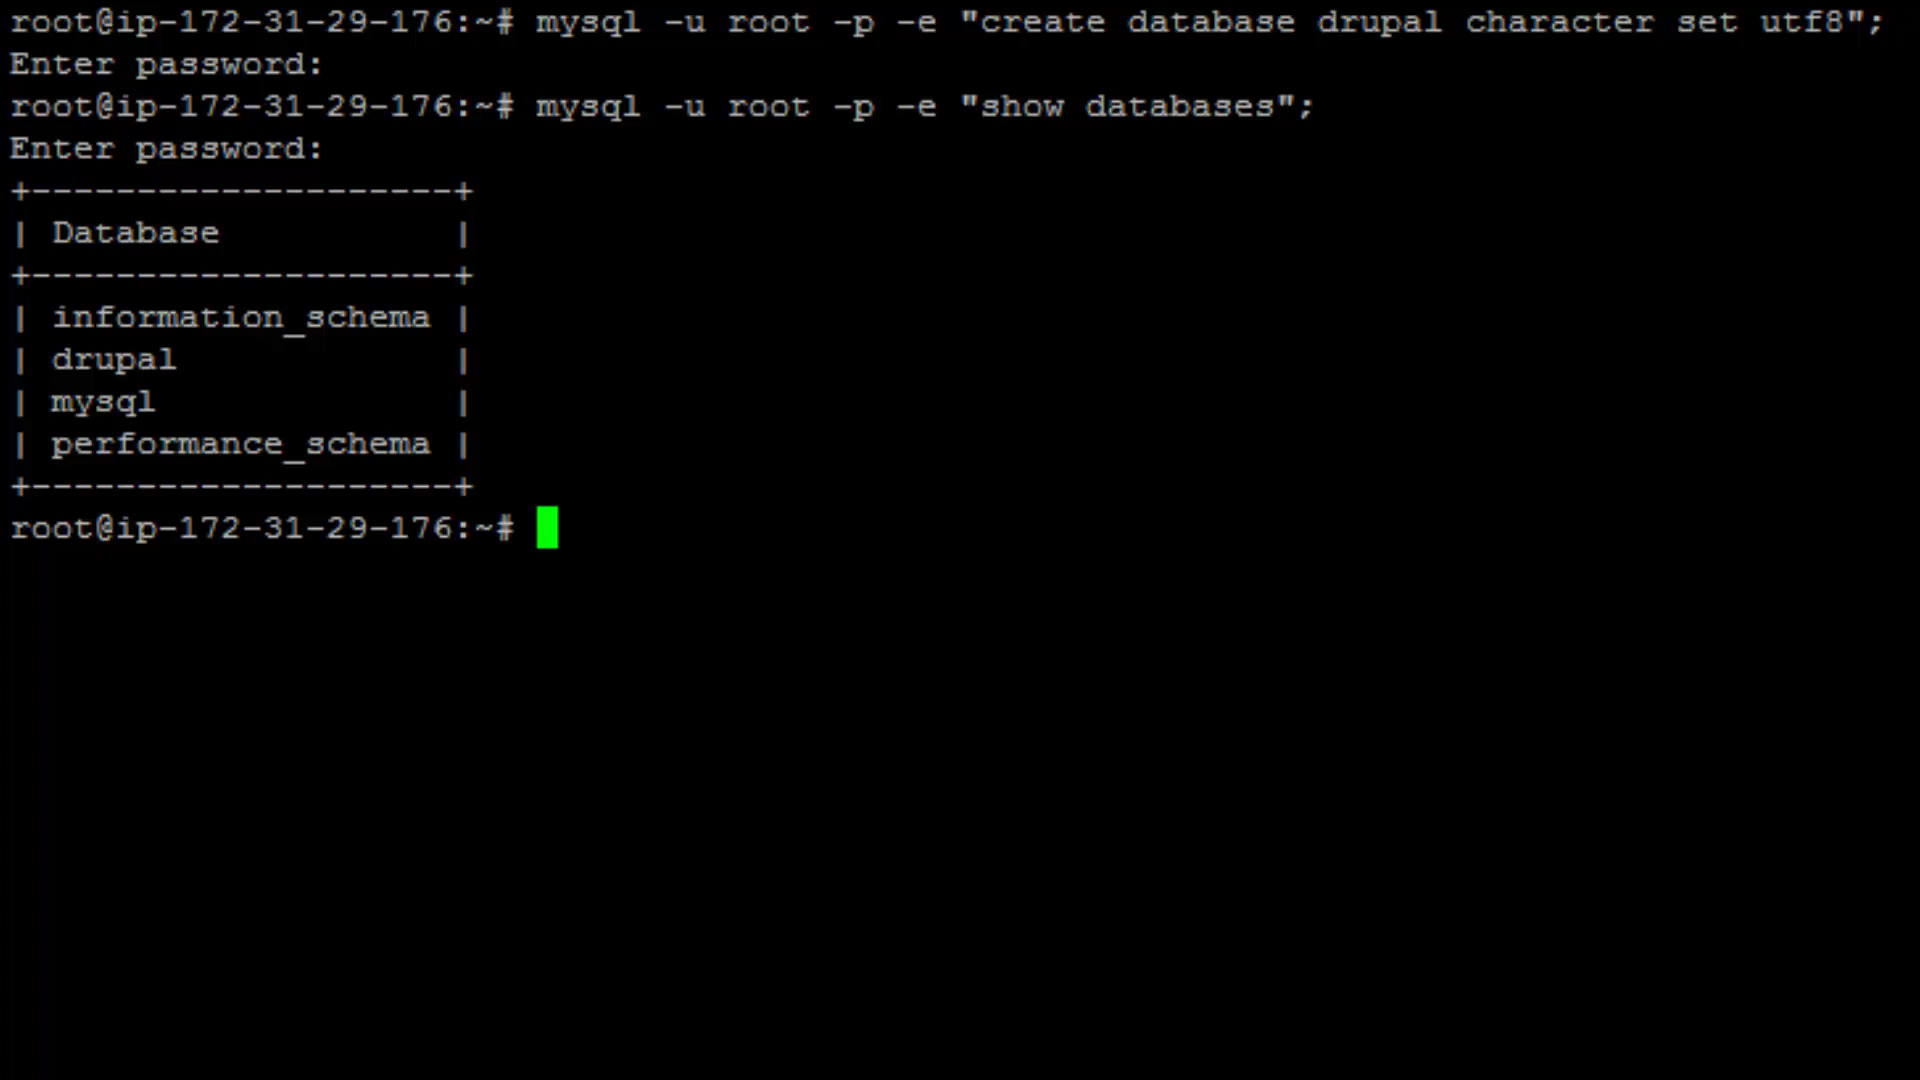 root@ip-172-31-29-176:~# mysql -u root -p -e "create database drupal character set utf8";
Enter password:
root@ip-172-31-29-176:~# mysql -u root -p -e "show databases";
Enter password:
+--------------------+
| Database           |
+--------------------+
| information_schema |
| drupal             |
| mysql              |
| performance_schema |
+--------------------+
root@ip-172-31-29-176:~#